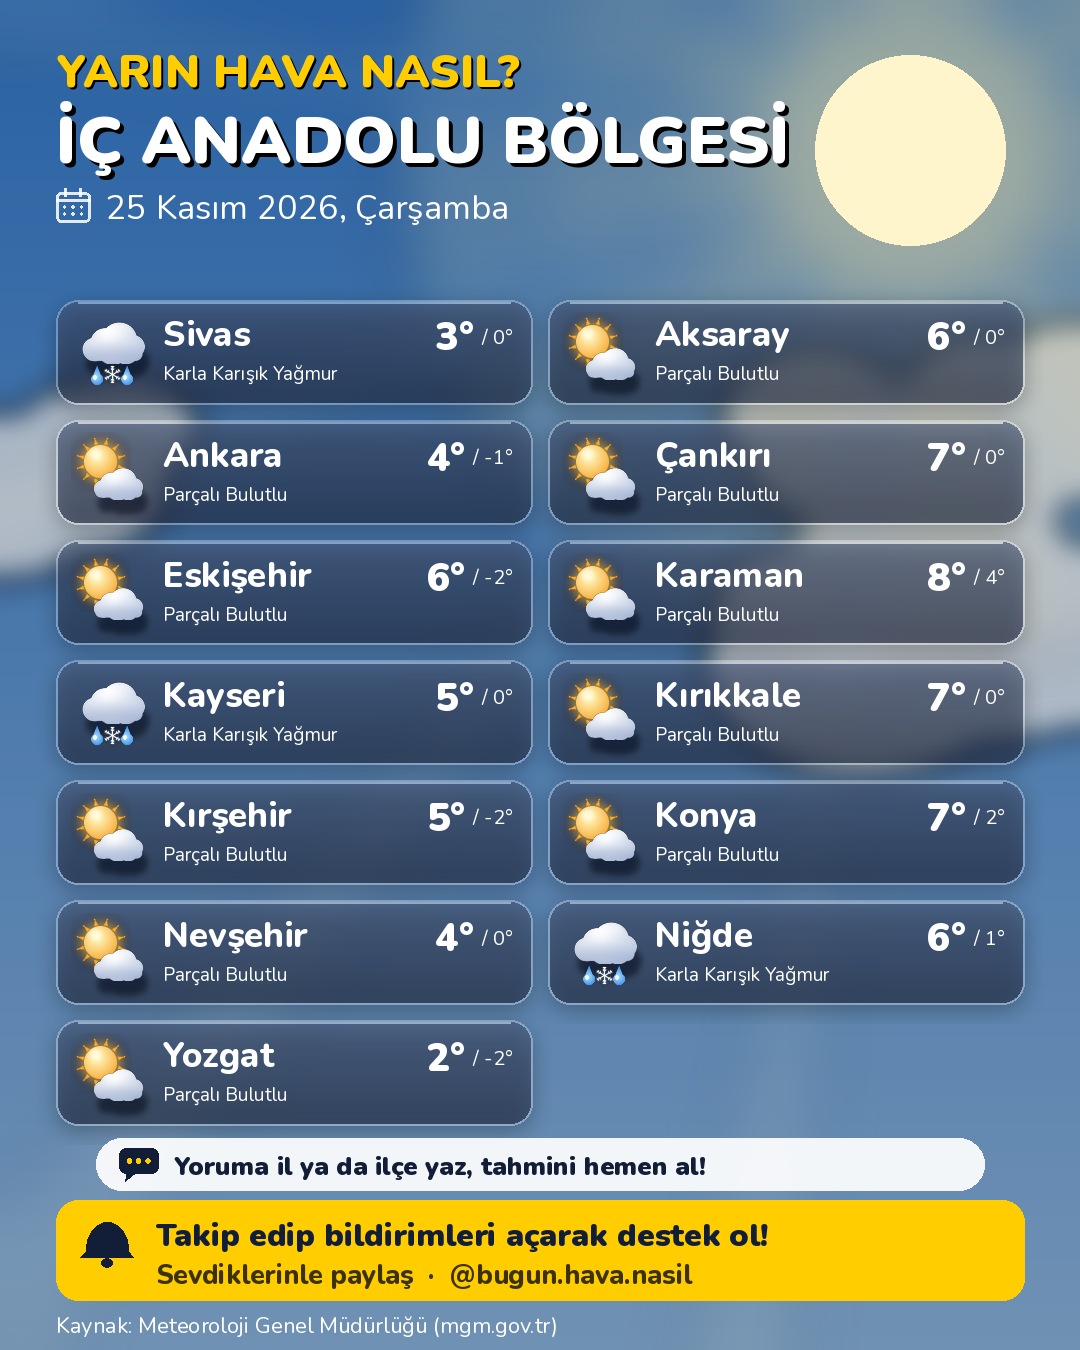 YARIN HAVA NASIL?
İÇ ANADOLU BÖLGESİ
25 Kasım 2026, Çarşamba
Sivas 3° / 0°
Karla Karışık Yağmur
Aksaray 6° / 0°
Parçalı Bulutlu
Ankara 4° / -1°
Parçalı Bulutlu
Çankırı 7° / 0°
Parçalı Bulutlu
Eskişehir 6° / -2°
Parçalı Bulutlu
Karaman 8° / 4°
Parçalı Bulutlu
Kayseri 5° / 0°
Karla Karışık Yağmur
Kırıkkale 7° / 0°
Parçalı Bulutlu
Kırşehir 5° / -2°
Parçalı Bulutlu
Konya 7° / 2°
Parçalı Bulutlu
Nevşehir 4° / 0°
Parçalı Bulutlu
Niğde 6° / 1°
Karla Karışık Yağmur
Yozgat 2° / -2°
Parçalı Bulutlu
Yoruma il ya da ilçe yaz, tahmini hemen al!
Takip edip bildirimleri açarak destek ol!
Sevdiklerinle paylaş · @bugun.hava.nasil
Kaynak: Meteoroloji Genel Müdürlüğü (mgm.gov.tr)